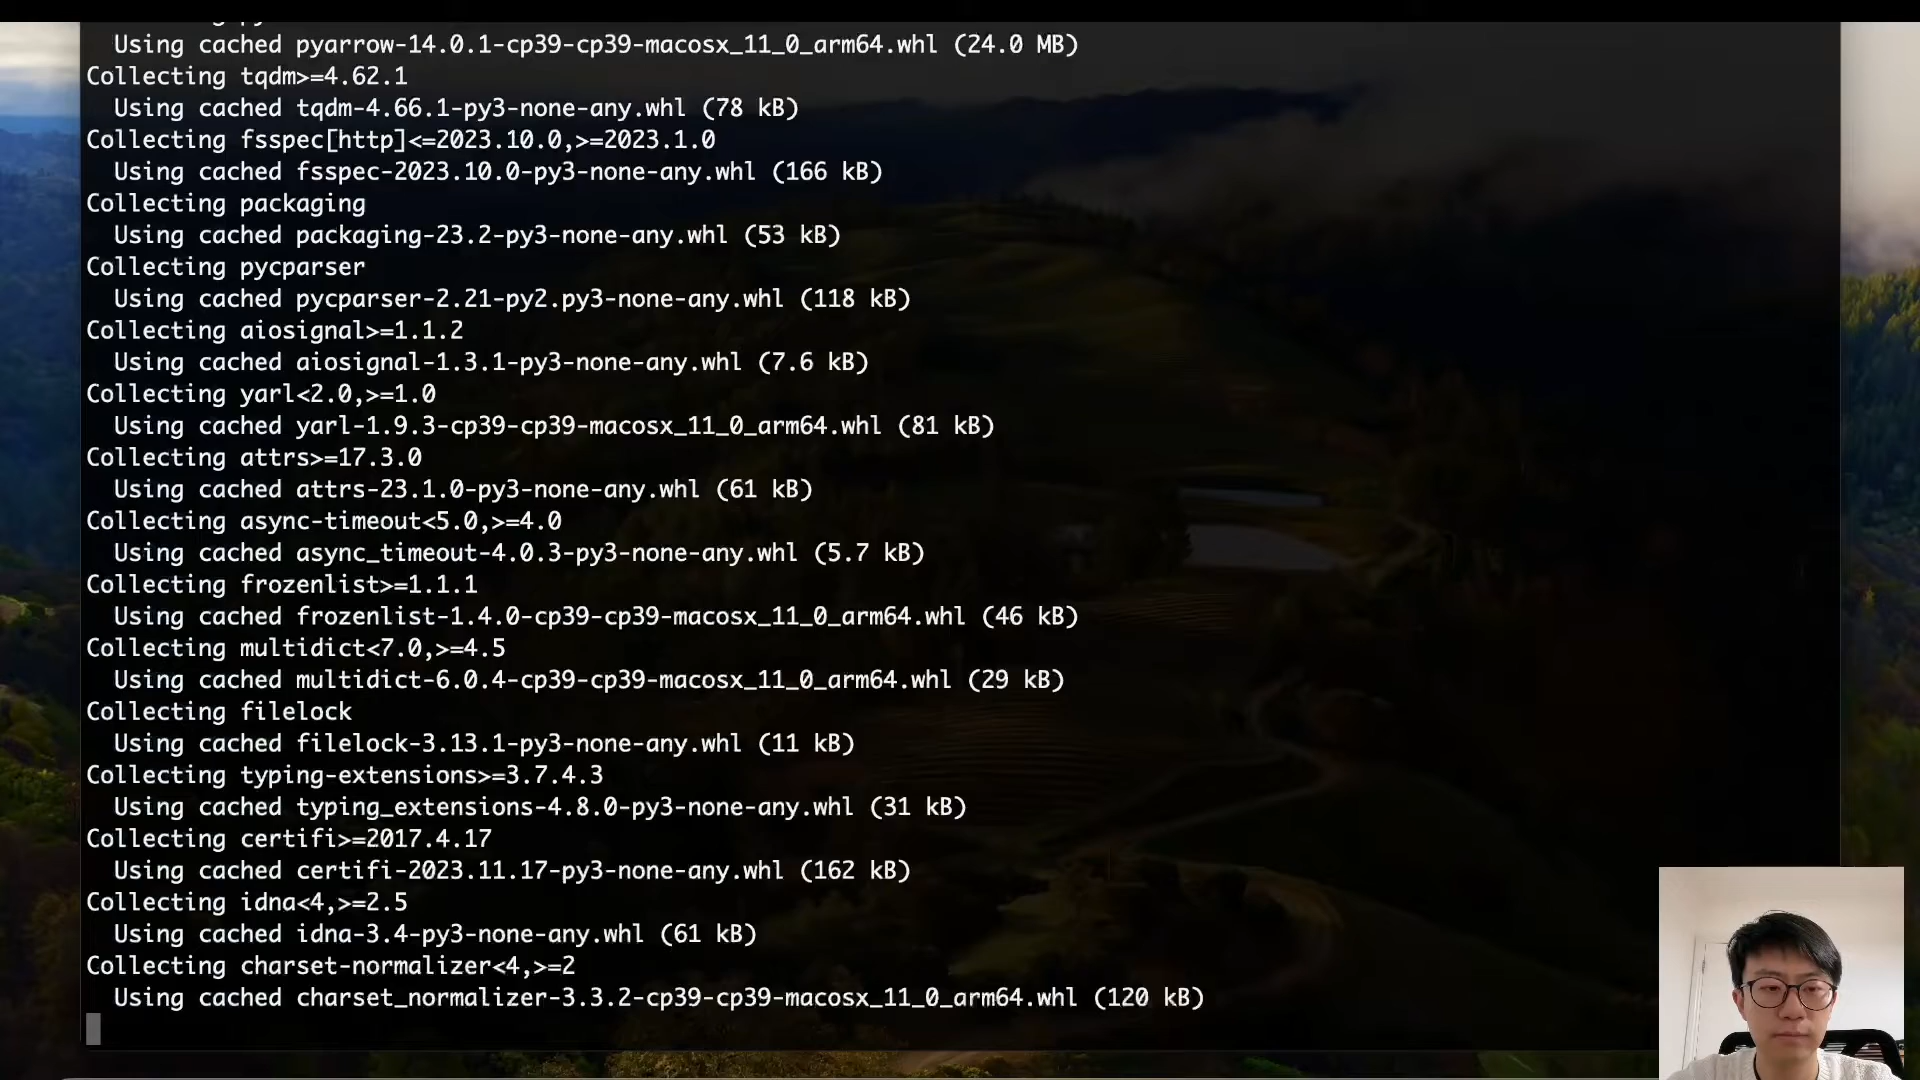 Using cached pyarrow-14.0.1-cp39-cp39-macosx_11_0_arm64.whl (24.0 MB)
Collecting tqdm>=4.62.1
Using cached tqdm-4.66.1-py3-none-any.whl (78 kB)
Collecting fsspec[http]<=2023.10.0,>=2023.1.0
Using cached fsspec-2023.10.0-py3-none-any.whl (166 kB)
Collecting packaging
Using cached packaging-23.2-py3-none-any.whl (53 kB)
Collecting pycparser
Using cached pycparser-2.21-py2.py3-none-any.whl (118 kB)
Collecting aiosignal>=1.1.2
Using cached aiosignal-1.3.1-py3-none-any.whl (7.6 kB)
Collecting yarl<2.0,>=1.0
Using cached yarl-1.9.3-cp39-cp39-macosx_11_0_arm64.whl (81 kB)
Collecting attrs>=17.3.0
Using cached attrs-23.1.0-py3-none-any.whl (61 kB)
Collecting async-timeout<5.0,>=4.0
Using cached async_timeout-4.0.3-py3-none-any.whl (5.7 kB)
Collecting frozenlist>=1.1.1
Using cached frozenlist-1.4.0-cp39-cp39-macosx_11_0_arm64.whl (46 kB)
Collecting multidict<7.0,>=4.5
Using cached multidict-6.0.4-cp39-cp39-macosx_11_0_arm64.whl (29 kB)
Collecting filelock
Using cached filelock-3.13.1-py3-none-any.whl (11 kB)
Collecting typing-extensions>=3.7.4.3
Using cached typing_extensions-4.8.0-py3-none-any.whl (31 kB)
Collecting certifi>=2017.4.17
Using cached certifi-2023.11.17-py3-none-any.whl (162 kB)
Collecting idna<4,>=2.5
Using cached idna-3.4-py3-none-any.whl (61 kB)
Collecting charset-normalizer<4,>=2
Using cached charset_normalizer-3.3.2-cp39-cp39-macosx_11_0_arm64.whl (120 kB)